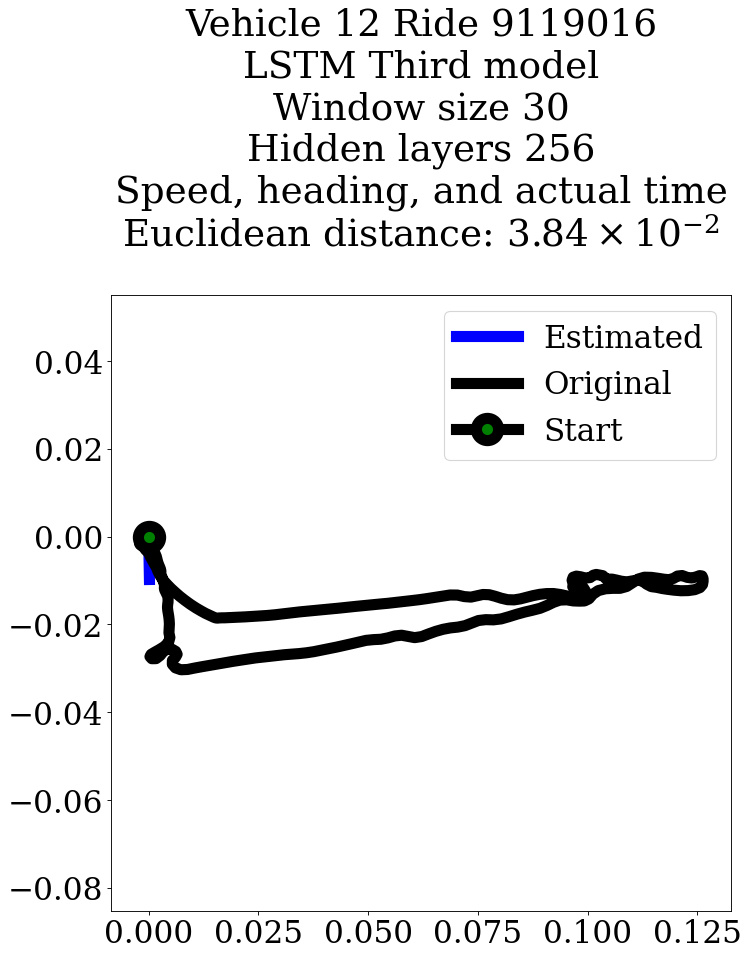 Vehicle 12 Ride 9119016
LSTM Third model
Window size 30
Hidden layers 256
Speed, heading, and actual time
Euclidean distance: 3.84 × 10⁻²
Estimated
Original
Start
0.04
0.02
0.00
−0.02
−0.04
−0.06
−0.08
0.000 0.025 0.050 0.075 0.100 0.125